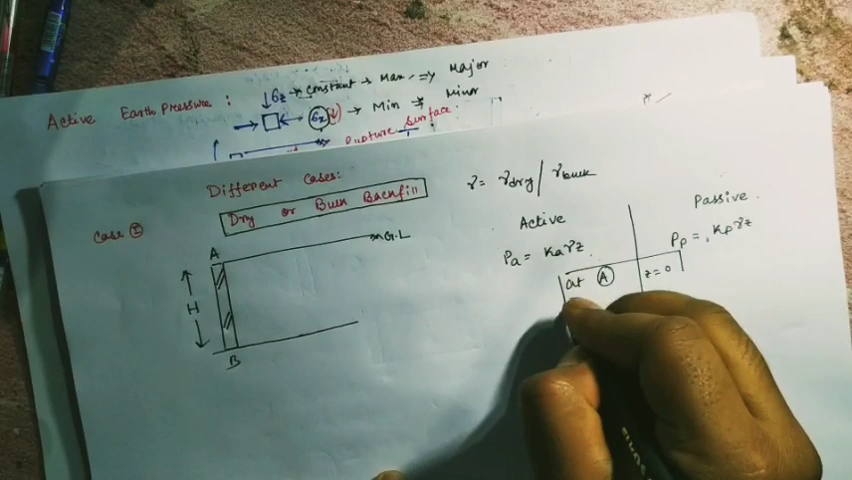 Active Earth Pressure :
↓σz → constant → Max. ⇒ Major
σx ↓ → Min ⇒ Minor
Rupture surface.
Different Cases:
Case I
Dry or Bulk Backfill
γ = γdry / γbulk
Active
Passive.
Pa = Kaγz
Pp = Kpγz
A
G.L
H
B
at A z = 0